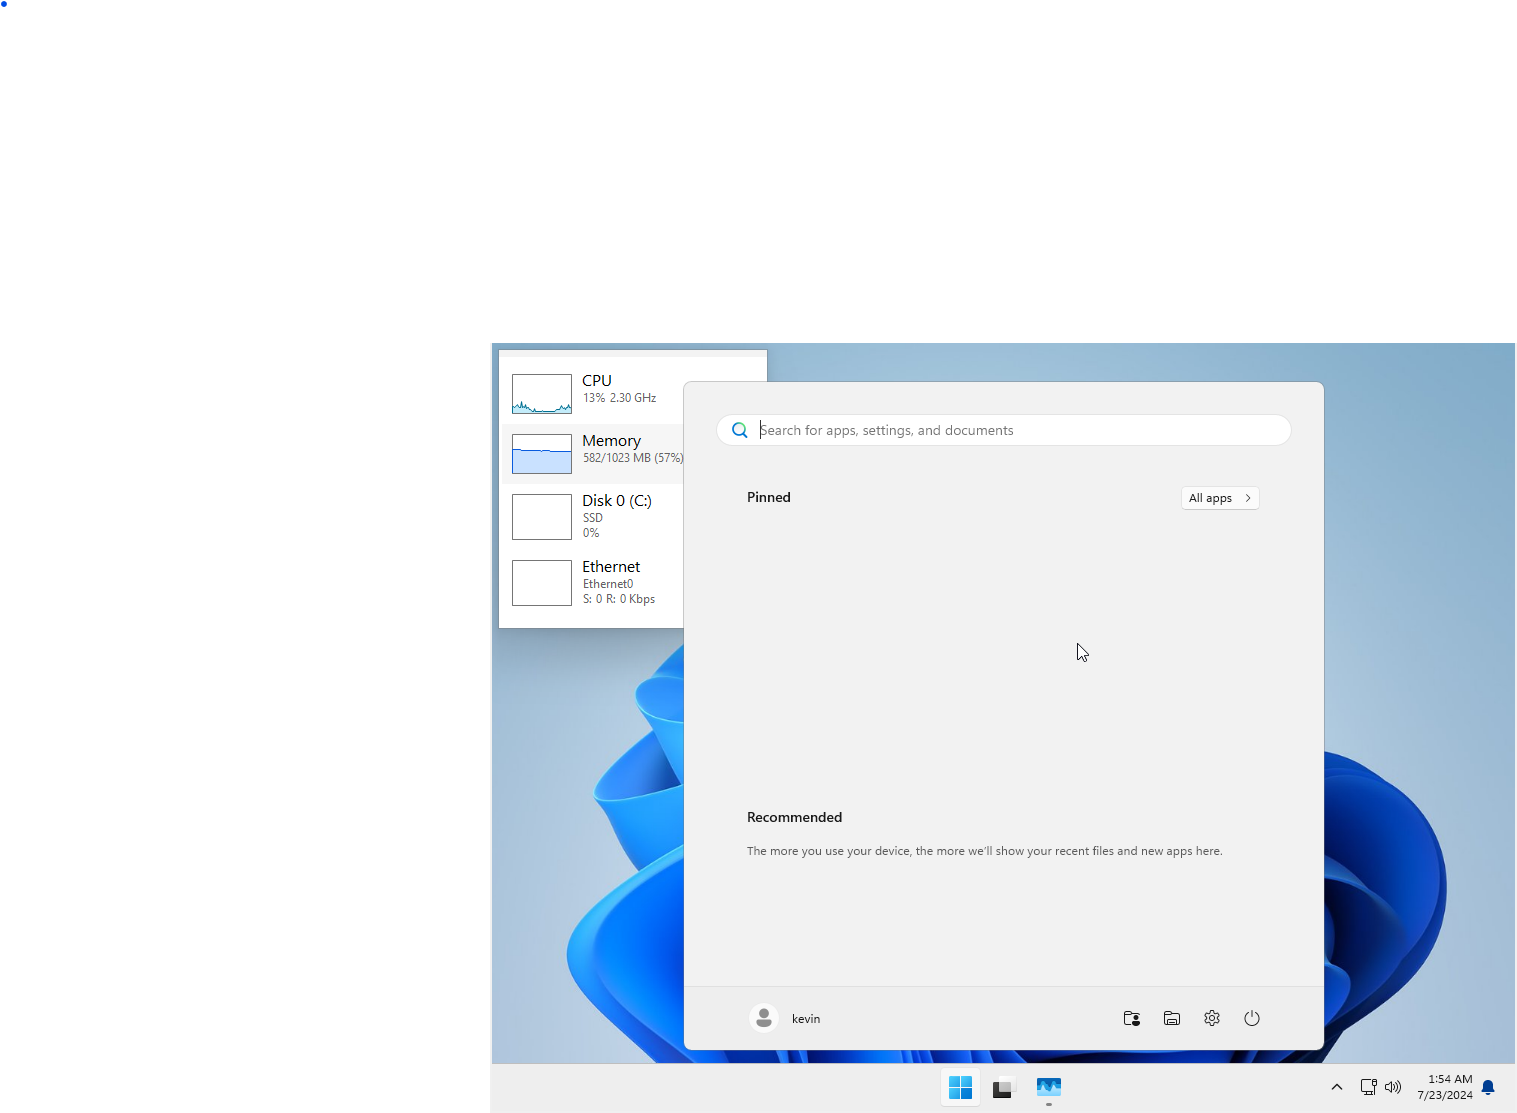 CPU
13% 2.30 GHz
Memory
582/1023 MB (57%)
Disk 0 (C:)
SSD
0%
Ethernet
Ethernet0
S: 0 R: 0 Kbps
Search for apps, settings, and documents
Pinned
All apps
Recommended
The more you use your device, the more we'll show your recent files and new apps here.
kevin
1:54 AM
7/23/2024